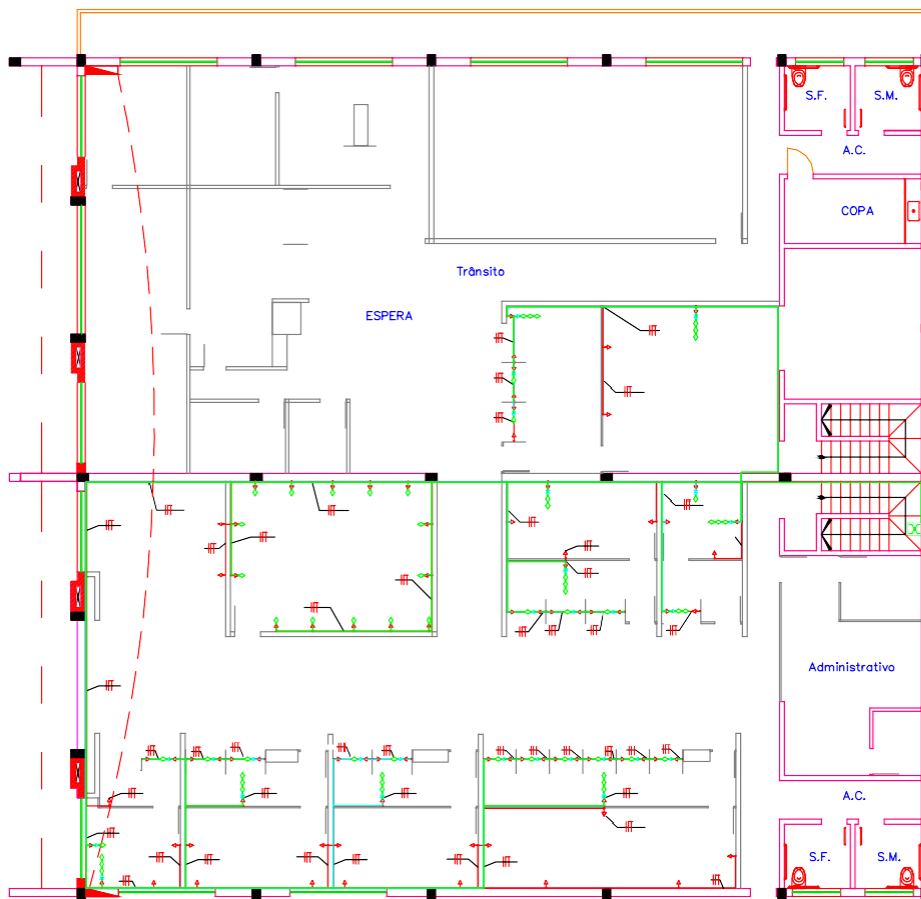 S.F.
S.M.
A.C.
COPA
Trânsito
ESPERA
Administrativo
A.C.
S.F.
S.M.